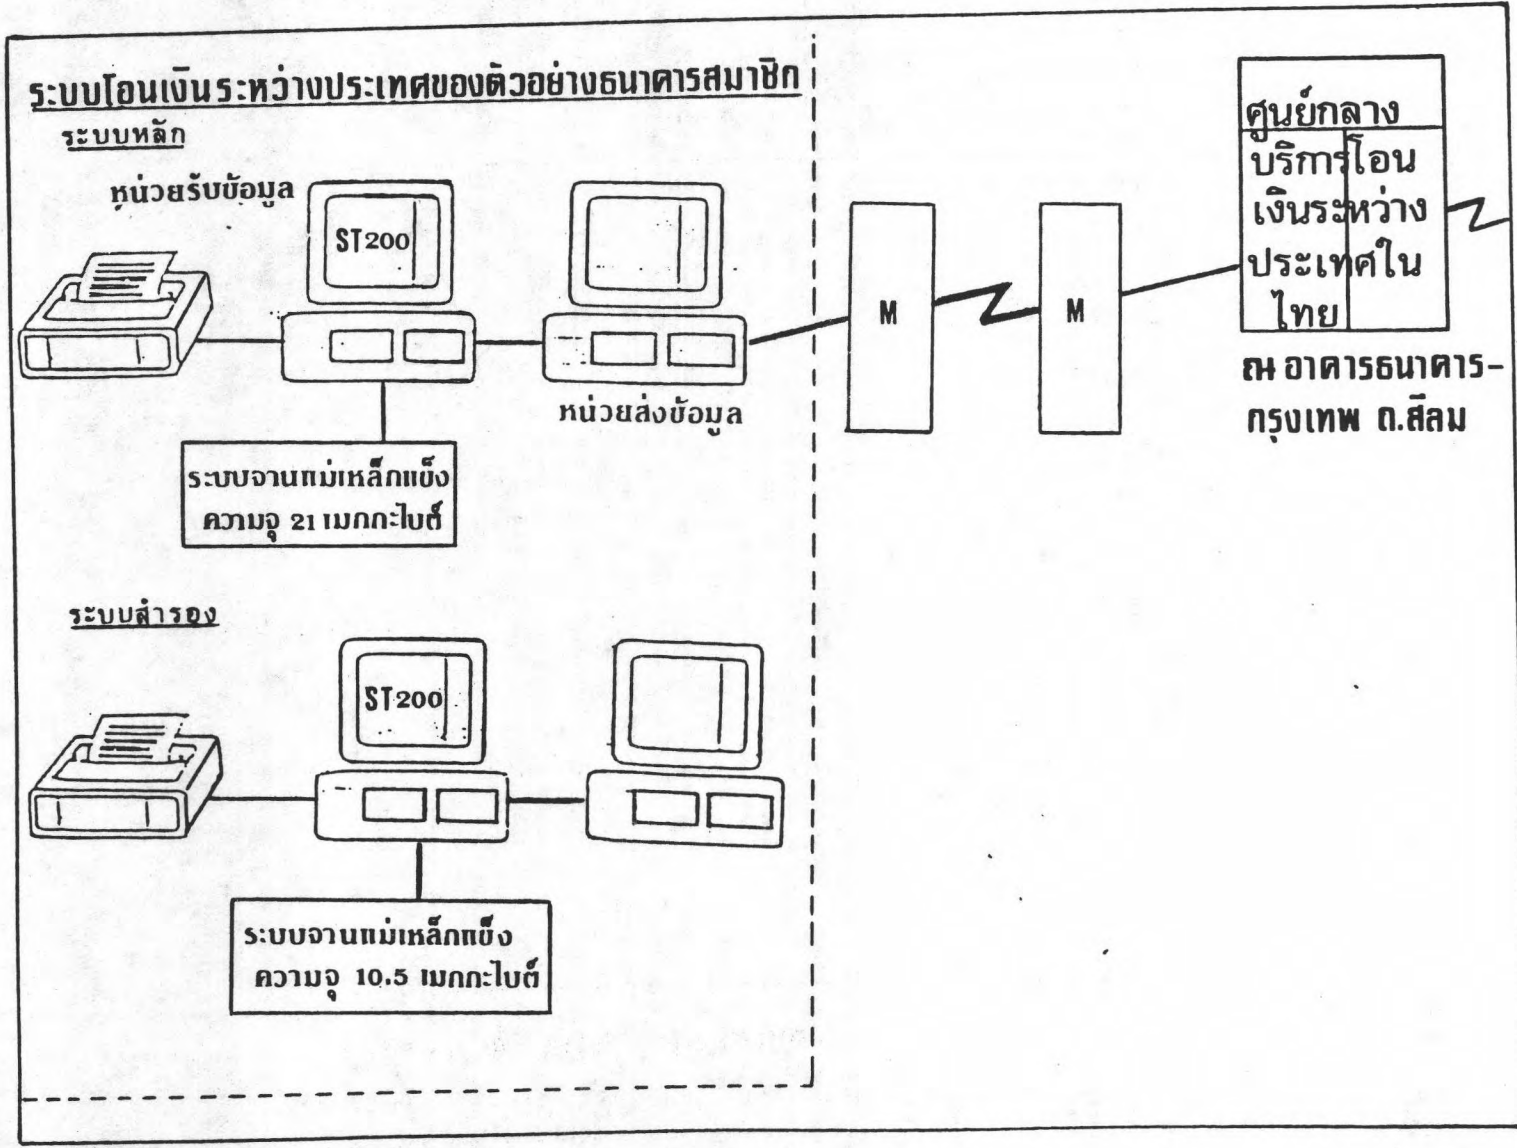 ระบบโอนเงินระหว่างประเทศของตัวอย่างธนาคารสมาชิก
ระบบหลัก
หน่วยรับข้อมูล
ST200
หน่วยส่งข้อมูล
ระบบจานแม่เหล็กแข็ง
ความจุ 21 เมกกะไบต์
M
M
ศูนย์กลาง
บริการโอน
เงินระหว่าง
ประเทศใน
ไทย
ณ อาคารธนาคาร-
กรุงเทพ ถ.สีลม
ระบบสำรอง
ST200
ระบบจานแม่เหล็กแข็ง
ความจุ 10.5 เมกกะไบต์